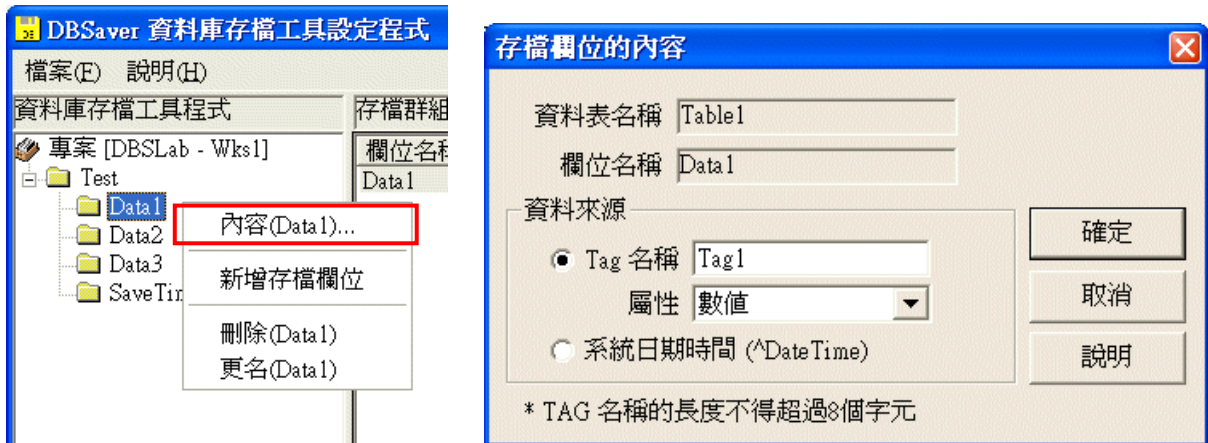 DBSaver 資料庫存檔工具設定程式
檔案(F) 說明(H)
資料庫存檔工具程式
存檔群組
專案 [DBSLab - Wks1]
欄位名稱
Test
Data1
Data1
Data2
Data3
SaveTim
內容(Data1)...
新增存檔欄位
刪除(Data1)
更名(Data1)
存檔欄位的內容
資料表名稱 Table1
欄位名稱 Data1
資料來源
Tag 名稱 Tag1
屬性 數值
系統日期時間 (^DateTime)
* TAG 名稱的長度不得超過8個字元
確定
取消
說明